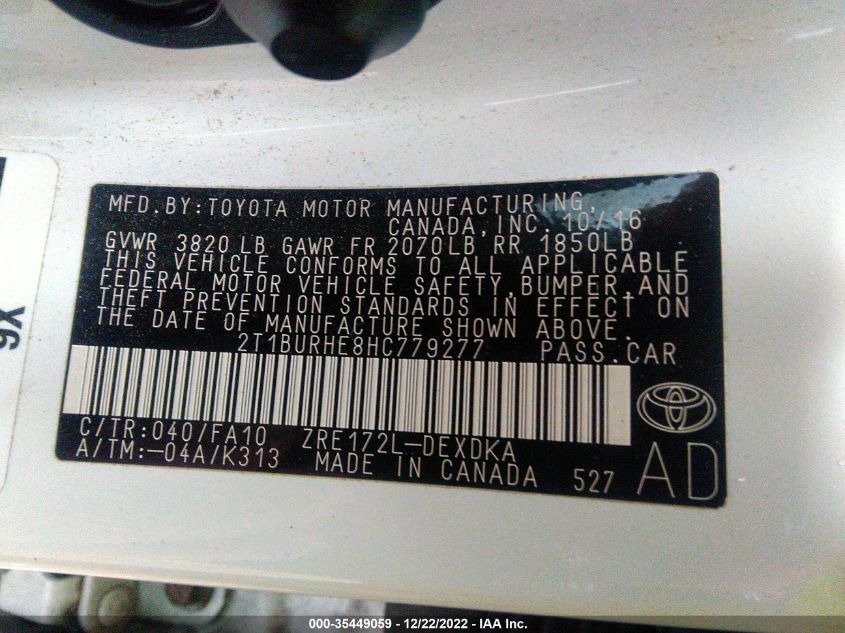 MFD.BY:TOYOTA MOTOR MANUFACTURING,
CANADA, INC. 10/16
GVWR 3820 LB GAWR FR 2070LB RR 1850LB
THIS VEHICLE CONFORMS TO ALL APPLICABLE
FEDERAL MOTOR VEHICLE SAFETY, BUMPER, AND
THEFT PREVENTION STANDARDS IN EFFECT ON
THE DATE OF MANUFACTURE SHOWN ABOVE.
2T1BURHE8HC779277 PASS.CAR
C/TR:040/FA10 ZRE172L-DEXDKA
A/TM:-04A/K313 MADE IN CANADA 527 AD
9X
000-35449059 - 12/22/2022 - IAA Inc.